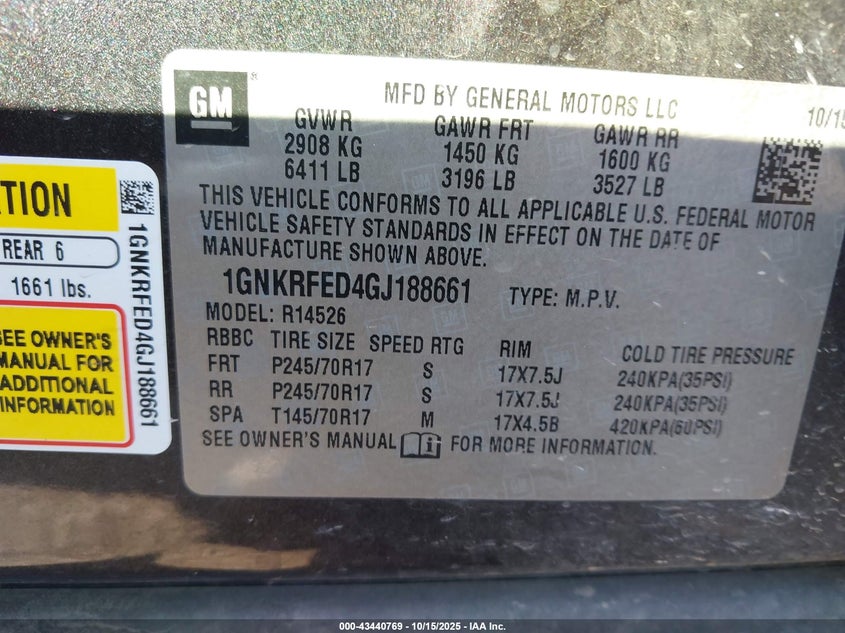 GM
®
MFD BY GENERAL MOTORS LLC
10/15
GVWR GAWR FRT GAWR RR
2908 KG 1450 KG 1600 KG
6411 LB 3196 LB 3527 LB
THIS VEHICLE CONFORMS TO ALL APPLICABLE U.S. FEDERAL MOTOR
VEHICLE SAFETY STANDARDS IN EFFECT ON THE DATE OF
MANUFACTURE SHOWN ABOVE.
1GNKRFED4GJ188661 TYPE: M.P.V.
MODEL: R14526
RBBC TIRE SIZE SPEED RTG RIM COLD TIRE PRESSURE
FRT P245/70R17 S 17X7.5J 240KPA(35PSI)
RR P245/70R17 S 17X7.5J 240KPA(35PSI)
SPA T145/70R17 M 17X4.5B 420KPA(60PSI)
SEE OWNER'S MANUAL FOR MORE INFORMATION.
REAR 6
1661 lbs.
SEE OWNER'S
MANUAL FOR
ADDITIONAL
INFORMATION
1GNKRFED4GJ188661
000-43440769 - 10/15/2025 - IAA Inc.